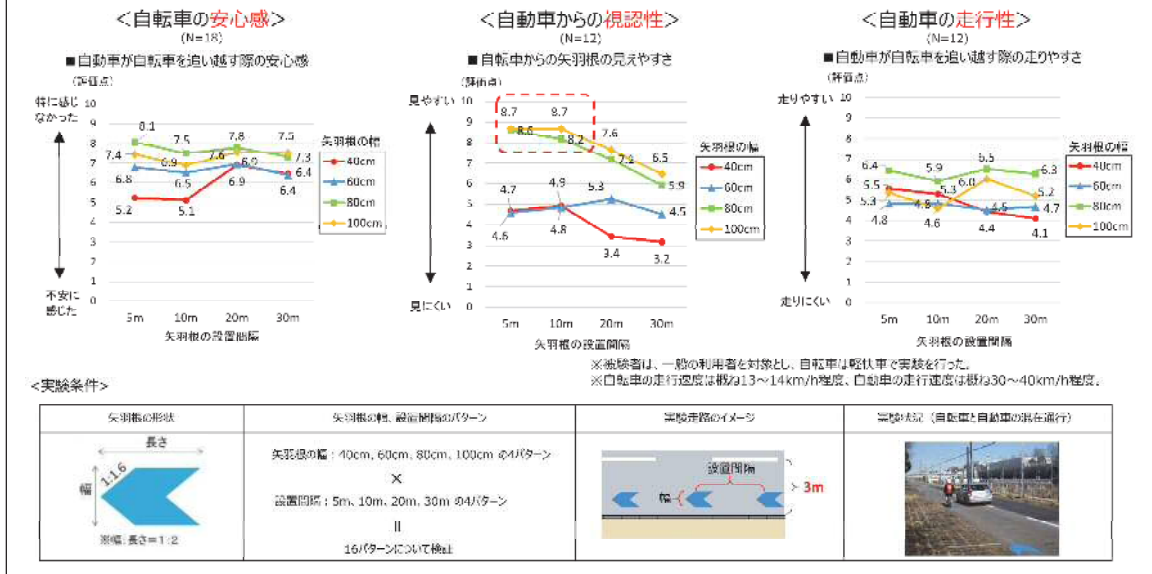 ＜自転車の安心感＞
(N=18)
■自動車が自転車を追い越す際の安心感
(評価点)
特に感じ
なかった
10
9
8
7
6
5
4
3
2
1
0
不安に
感じた
8.1
7.5
7.8
7.5
7.4
6.9
7.6
7.3
6.8
6.5
6.9
6.4
5.2
5.1
6.9
6.4
5m 10m 20m 30m
矢羽根の設置間隔
矢羽根の幅
40cm
60cm
80cm
100cm
＜自動車からの視認性＞
(N=12)
■自転車からの矢羽根の見えやすさ
(評価点)
見やすい
10
9
8
7
6
5
4
3
2
1
0
見にくい
8.7 8.7
8.6 8.2 7.6
7.2 6.5
5.9
4.7 4.9 5.3
4.5
4.6 4.8
3.4 3.2
5m 10m 20m 30m
矢羽根の設置間隔
矢羽根の幅
40cm
60cm
80cm
100cm
＜自動車の走行性＞
(N=12)
■自動車が自転車を追い越す際の走りやすさ
(評価点)
走りやすい
10
9
8
7
6
5
4
3
2
1
0
走りにくい
6.4 5.9 6.5 6.3
5.5 5.3 6.0 5.2
5.3 4.8 4.5 4.7
4.8 4.6 4.4 4.1
5m 10m 20m 30m
矢羽根の設置間隔
矢羽根の幅
40cm
60cm
80cm
100cm
※被験者は、一般の利用者を対象とし、自転車は軽快車で実験を行った。
※自転車の走行速度は概ね13～14km/h程度、自動車の走行速度は概ね30～40km/h程度。
<実験条件>
矢羽根の形状
矢羽根の幅、設置間隔のパターン
実験走路のイメージ
実験状況（自転車と自動車の混在通行）
長さ
1:1.6
幅
※幅：長さ=1：2
矢羽根の幅：40cm、60cm、80cm、100cm の4パターン
×
設置間隔：5m、10m、20m、30m の4パターン
||
16パターンについて検証
設置間隔
幅
3m